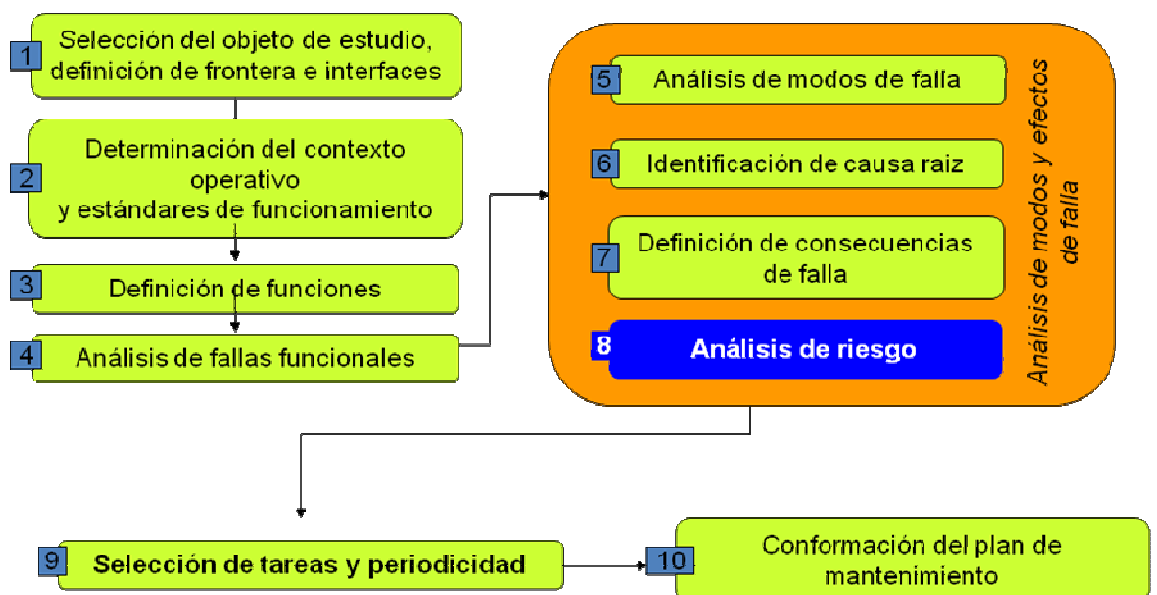 1
Selección del objeto de estudio,
definición de frontera e interfaces
2
Determinación del contexto
operativo
y estándares de funcionamiento
3
Definición de funciones
4
Análisis de fallas funcionales
5
Análisis de modos de falla
6
Identificación de causa raiz
7
Definición de consecuencias
de falla
8
Análisis de riesgo
Análisis de modos y efectos
de falla
9
Selección de tareas y periodicidad
10
Conformación del plan de
mantenimiento